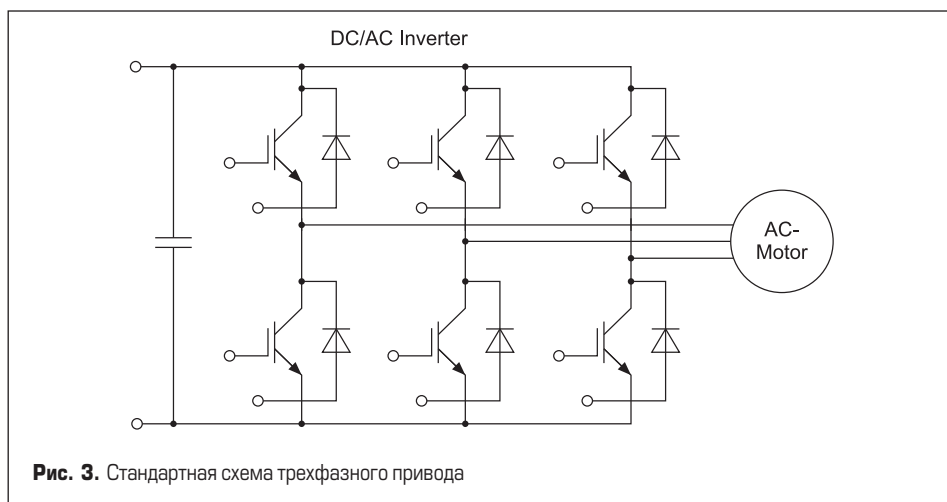 DC/AC Inverter
AC-
Motor
Рис. 3. Стандартная схема трехфазного привода